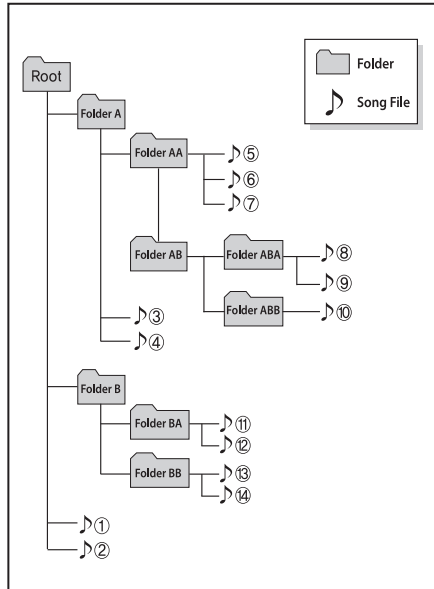 Root
Folder
Song File
Folder A
Folder AA
⑤
⑥
⑦
Folder AB
Folder ABA
⑧
⑨
Folder ABB
⑩
③
④
Folder B
Folder BA
⑪
⑫
Folder BB
⑬
⑭
①
②